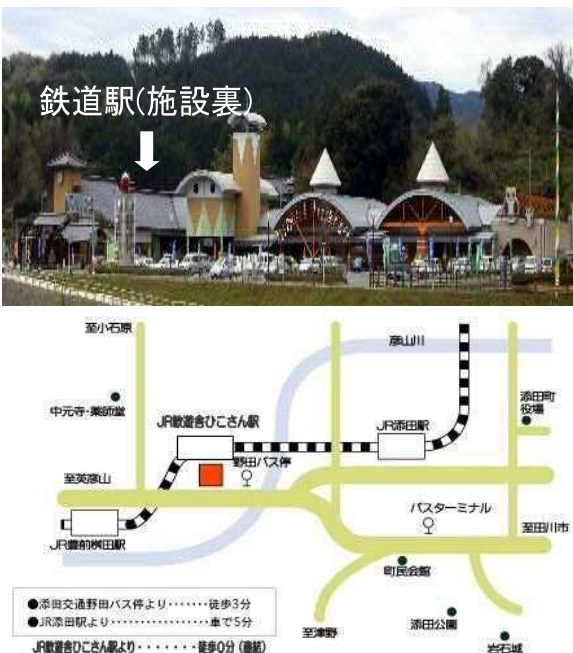 鉄道駅(施設裏)
至小石原
彦山川
中元寺・薬師堂
添田町
役場
JR歓遊舎ひこさん駅
JR添田駅
野田バス停
至英彦山
バスターミナル
至田川市
JR豊前桝田駅
町民会館
●添田交通野田バス停より・・・・・・・徒歩3分
●JR添田駅より・・・・・・・・・・・・・・・車で5分
JR歓遊舎ひこさん駅より・・・・・・・徒歩0分(直結)
至津野
添田公園
岩石城